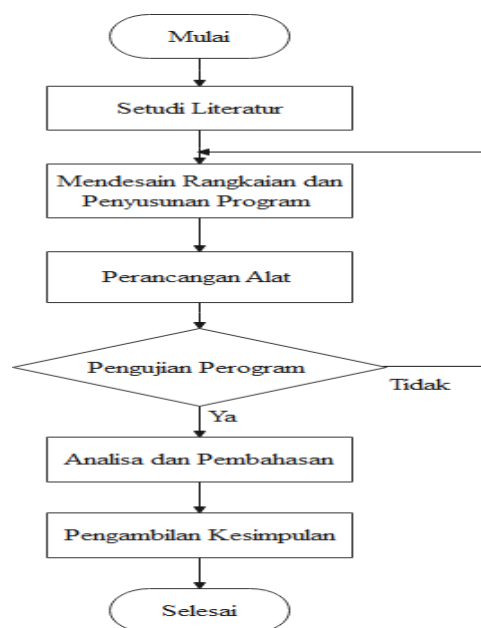 Mulai
Setudi Literatur
Mendesain Rangkaian dan
Penyusunan Program
Perancangan Alat
Pengujian Perogram
Tidak
Ya
Analisa dan Pembahasan
Pengambilan Kesimpulan
Selesai